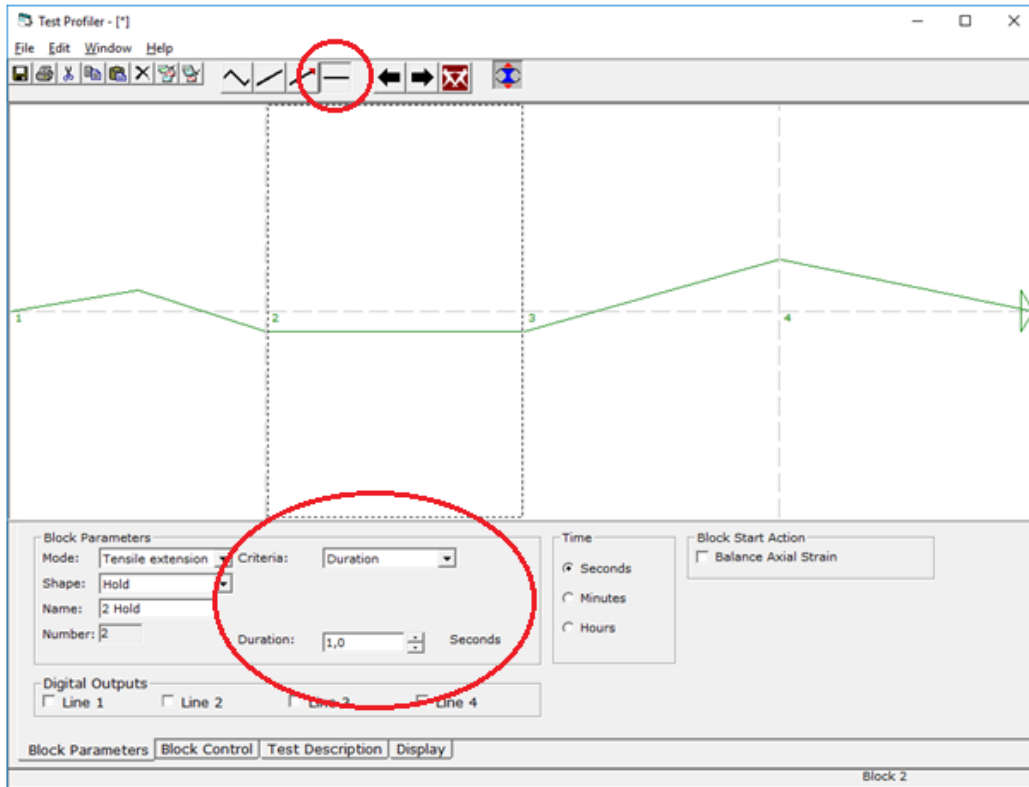 Test Profiler - [*]
File Edit Window Help
1 2 3 4
Block Parameters
Mode: Tensile extension
Criteria: Duration
Shape: Hold
Name: 2 Hold
Number: 2
Duration: 1,0 Seconds
Time
Seconds
Minutes
Hours
Block Start Action
Balance Axial Strain
Digital Outputs
Line 1 Line 2 Line 3 Line 4
Block Parameters Block Control Test Description Display
Block 2